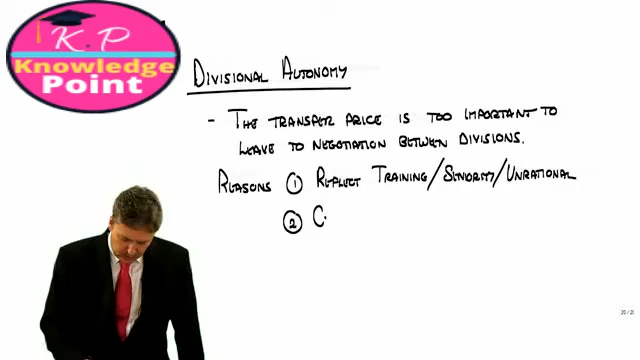 K.P
Knowledge
Point
DIVISIONAL AUTONOMY
- THE TRANSFER PRICE IS TOO IMPORTANT TO
LEAVE TO NEGOTIATION BETWEEN DIVISIONS.
REASONS ① REFLECT TRAINING/SENIORITY/UNRATIONAL
② C
20 / 20